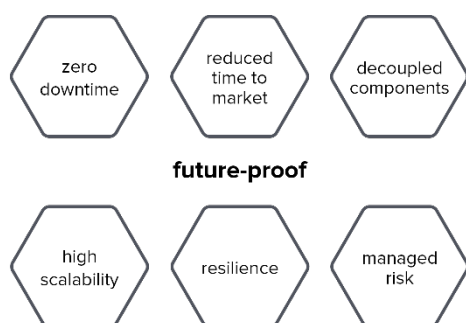 zero
downtime
reduced
time to
market
decoupled
components
future-proof
high
scalability
resilience
managed
risk